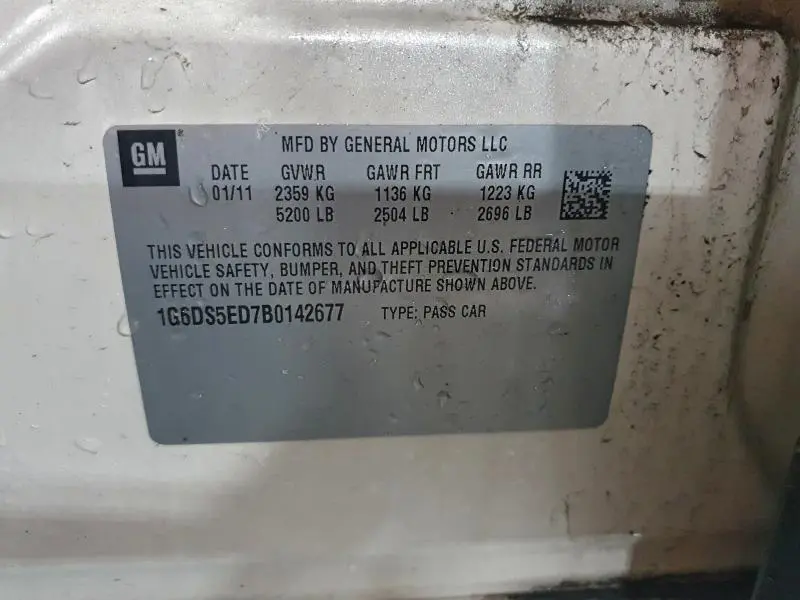 GM
MFD BY GENERAL MOTORS LLC
DATE GVWR GAWR FRT GAWR RR
01/11 2359 KG 1136 KG 1223 KG
5200 LB 2504 LB 2696 LB
THIS VEHICLE CONFORMS TO ALL APPLICABLE U.S. FEDERAL MOTOR
VEHICLE SAFETY, BUMPER, AND THEFT PREVENTION STANDARDS IN
EFFECT ON THE DATE OF MANUFACTURE SHOWN ABOVE.
1G6DS5ED7B0142677 TYPE: PASS CAR